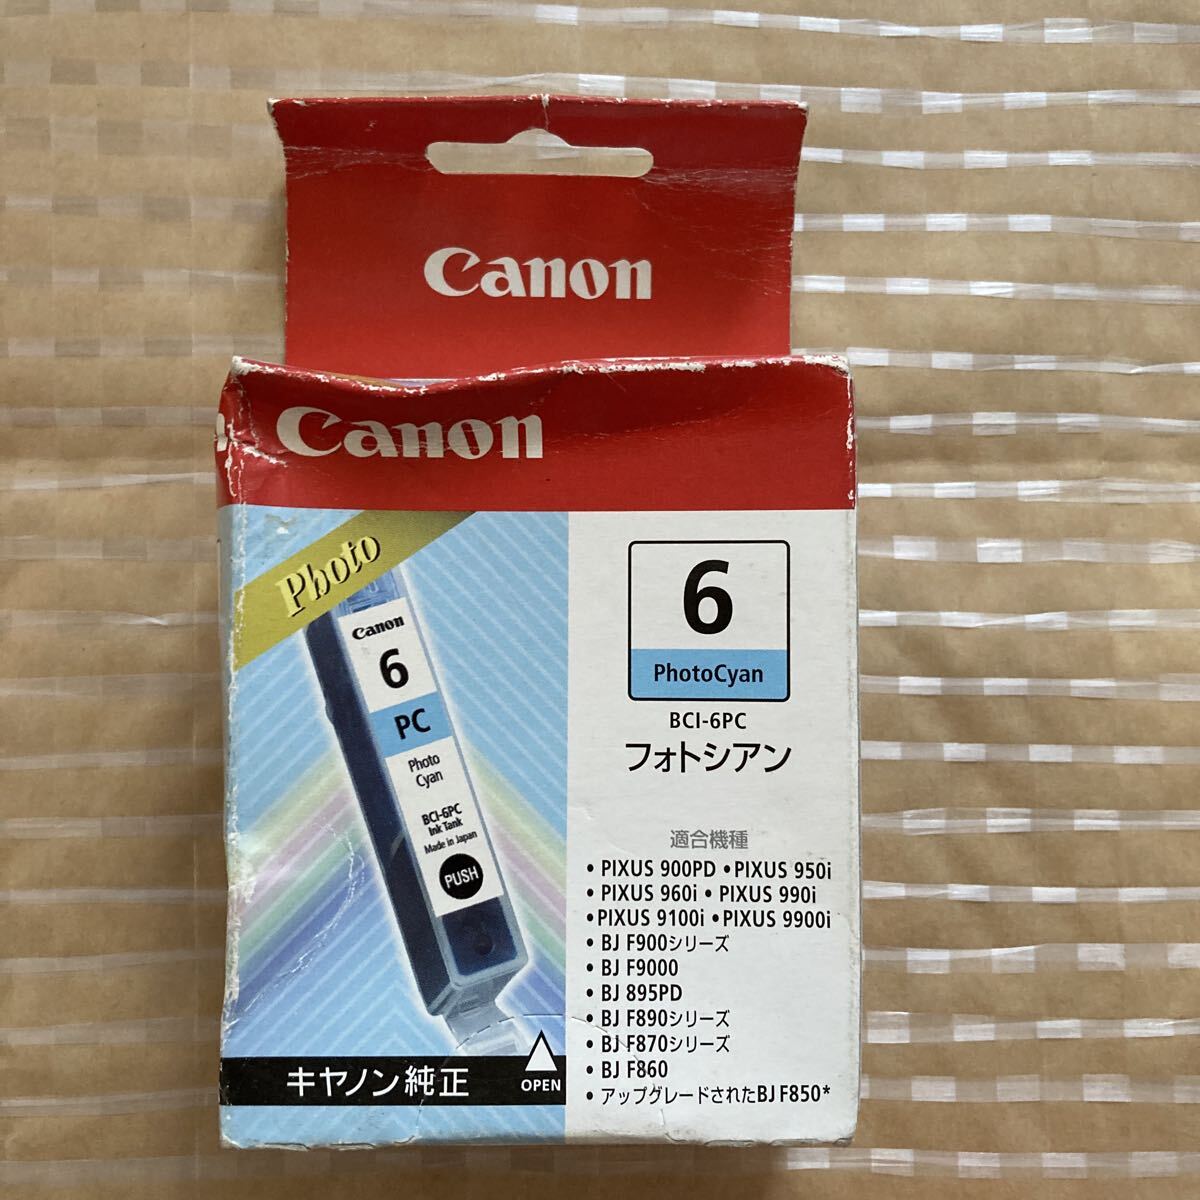 Canon
Canon
Photo
Canon
6
PC
Photo
Cyan
BCI-6PC
Ink Tank
Made in Japan
PUSH
キヤノン純正
OPEN
6
PhotoCyan
BCI-6PC
フォトシアン
適合機種
• PIXUS 900PD • PIXUS 950i
• PIXUS 960i • PIXUS 990i
• PIXUS 9100i • PIXUS 9900i
• BJ F900シリーズ
• BJ F9000
• BJ 895PD
• BJ F890シリーズ
• BJ F870シリーズ
• BJ F860
• アップグレードされたBJ F850*